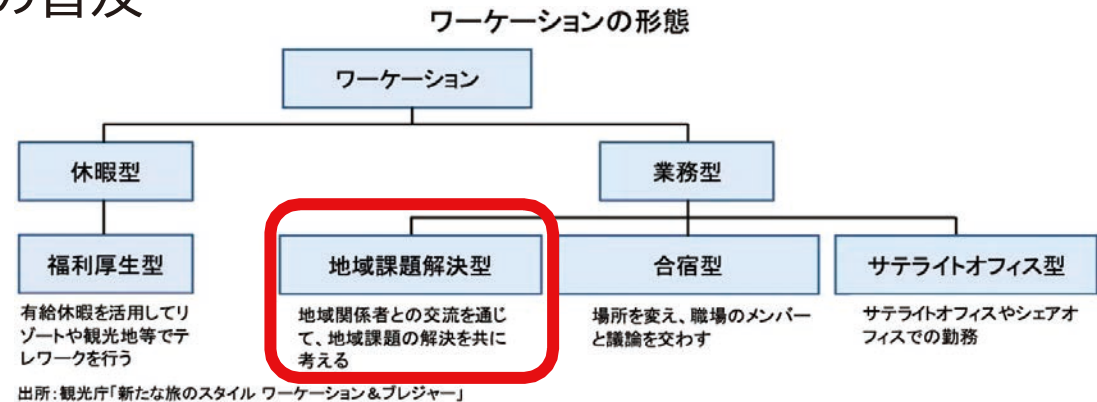 の普及
ワーケーションの形態
ワーケーション
休暇型
業務型
福利厚生型
地域課題解決型
合宿型
サテライトオフィス型
有給休暇を活用してリ
ゾートや観光地等でテ
レワークを行う
地域関係者との交流を通じ
て、地域課題の解決を共に
考える
場所を変え、職場のメンバー
と議論を交わす
サテライトオフィスやシェアオ
フィスでの勤務
出所：観光庁「新たな旅のスタイル ワーケーション＆ブレジャー」